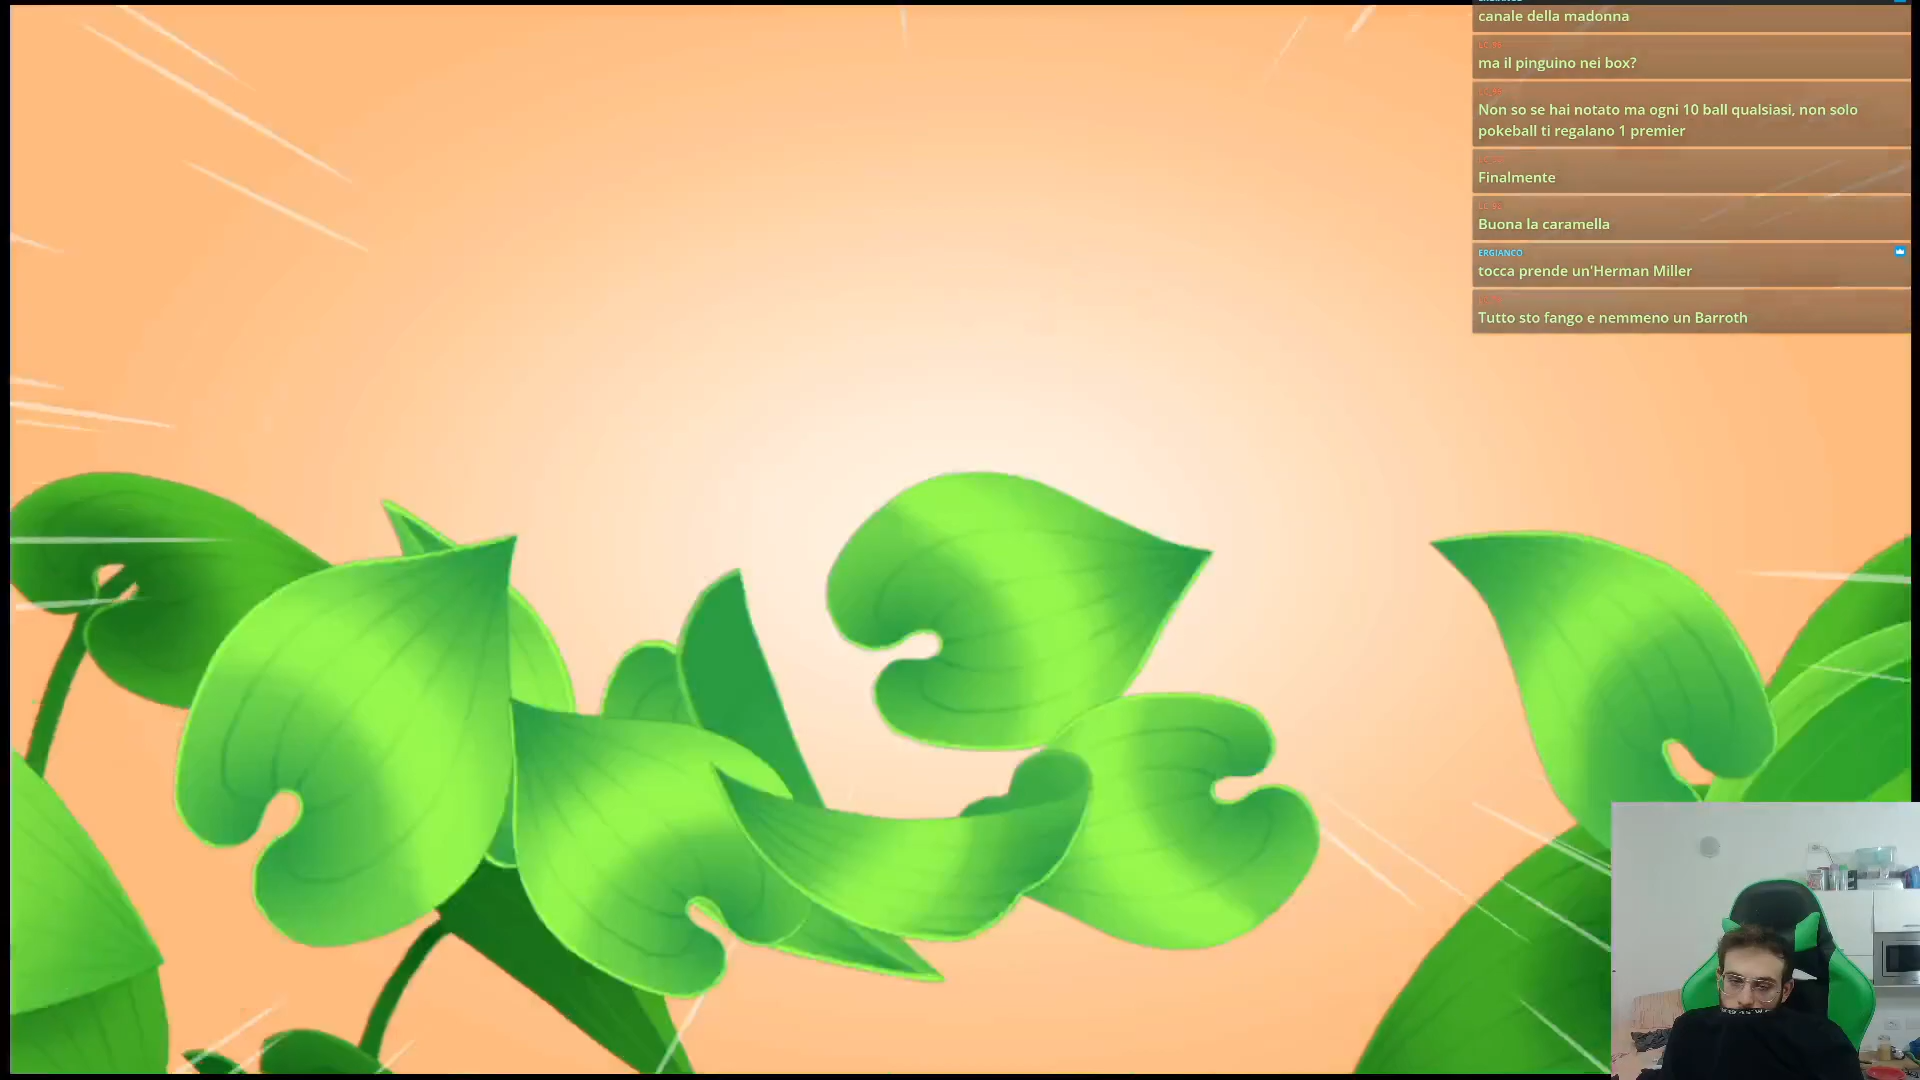 canale della madonna
ma il pinguino nei box?
Non so se hai notato ma ogni 10 ball qualsiasi, non solo
pokeball ti regalano 1 premier
Finalmente
Buona la caramella
ERGIANCO
tocca prende un'Herman Miller
Tutto sto fango e nemmeno un Barroth